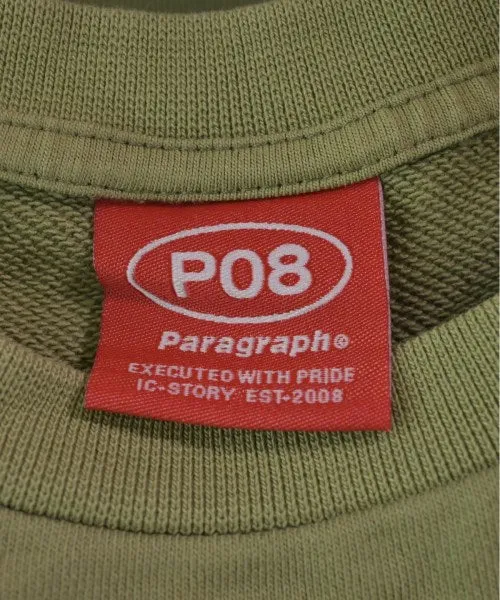 P08
Paragraph®
EXECUTED WITH PRIDE
IC-STORY EST-2008